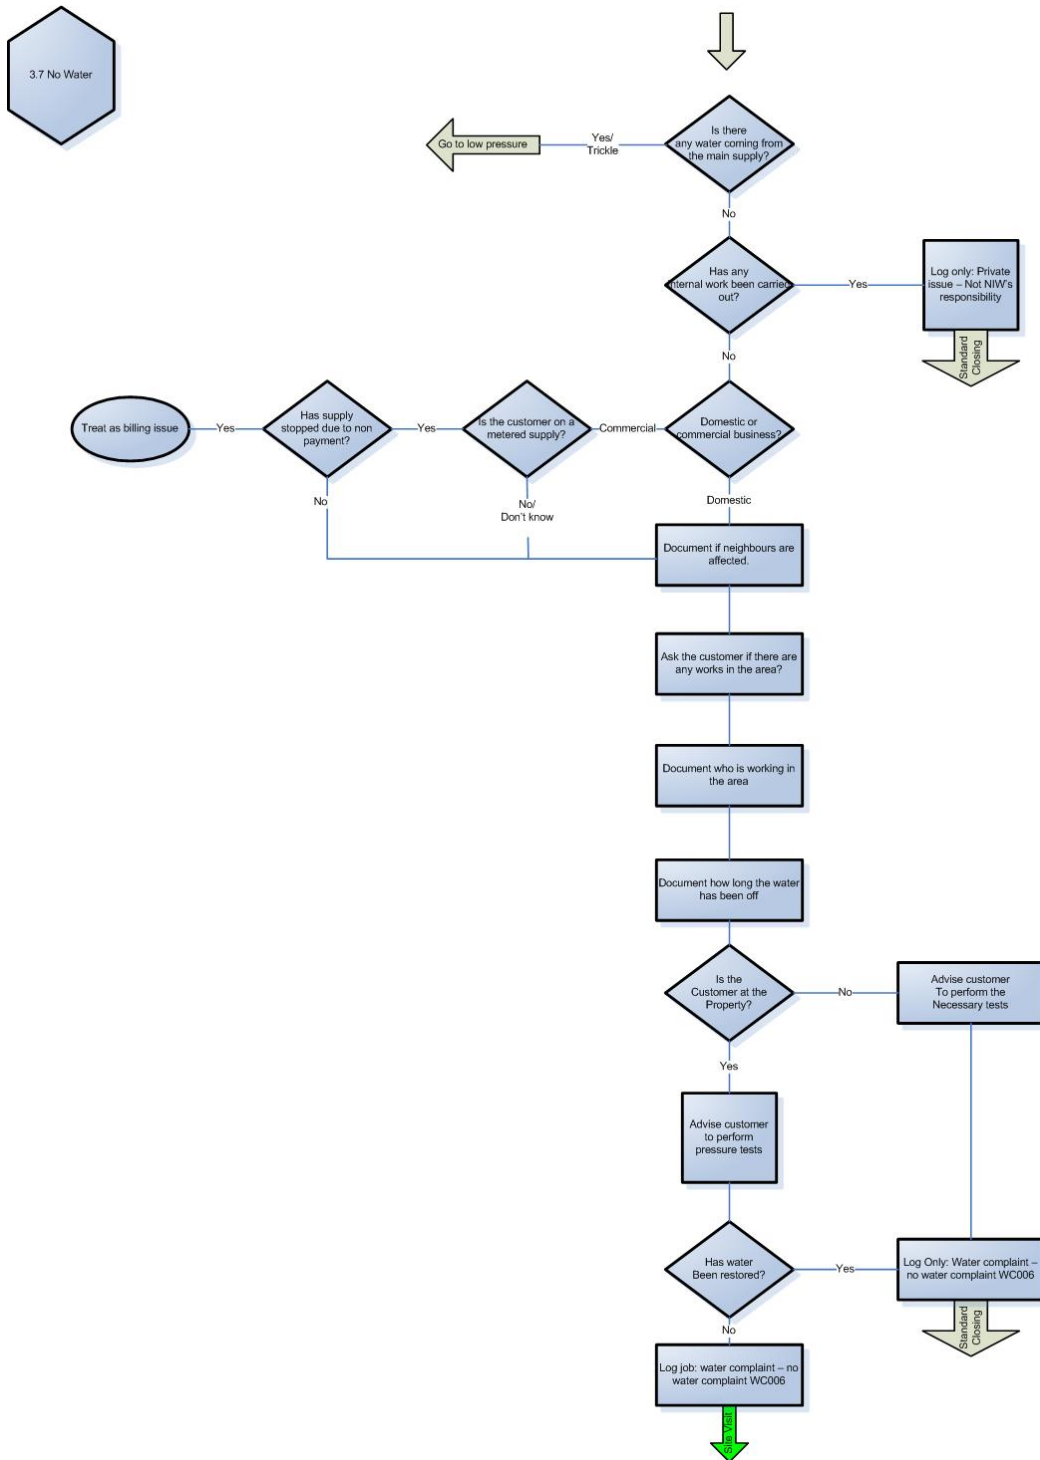 3.7 No Water
Is there
any water coming from
the main supply?
Yes/
Trickle
Go to low pressure
No
Has any
internal work been carried
out?
Yes
Log only: Private
issue – Not NIW's
responsibility
Standard
Closing
No
Domestic or
commercial business?
Commercial
Is the customer on a
metered supply?
Yes
Has supply
stopped due to non
payment?
Yes
Treat as billing issue
No
No/
Don't know
Domestic
Document if neighbours are
affected.
Ask the customer if there are
any works in the area?
Document who is working in
the area
Document how long the water
has been off
Is the
Customer at the
Property?
No
Advise customer
To perform the
Necessary tests
Yes
Advise customer
to perform
pressure tests
Has water
Been restored?
Yes
Log Only: Water complaint –
no water complaint WC006
Standard
Closing
No
Log job: water complaint – no
water complaint WC006
Site Visit